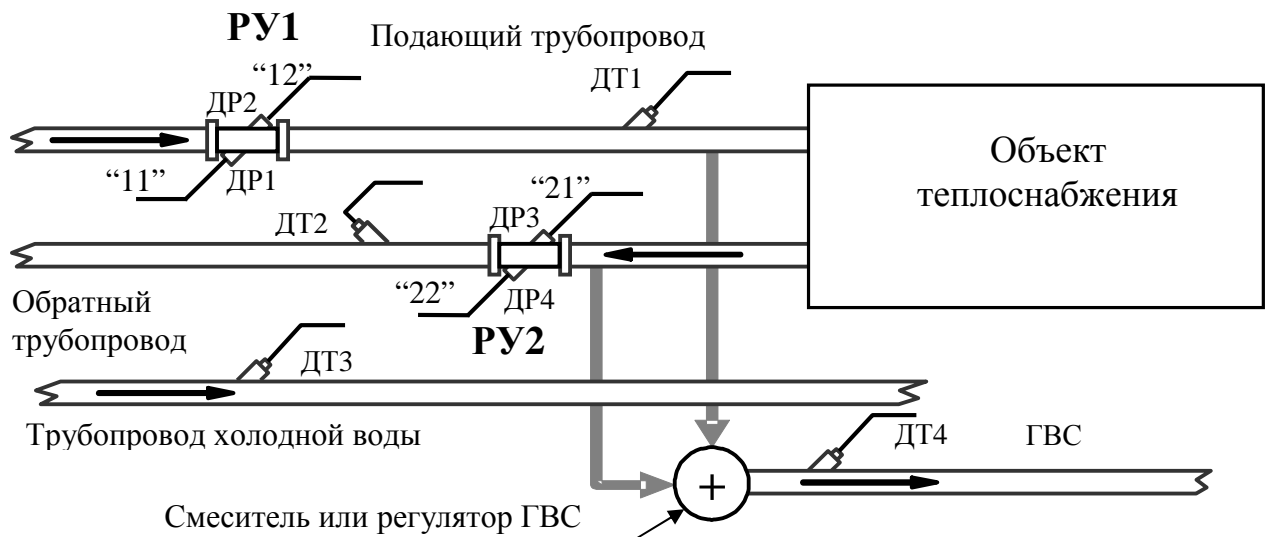 РУ1
Подающий трубопровод
“12”
ДТ1
ДР2
Объект
теплоснабжения
“11”
ДР1
“21”
ДТ2
ДР3
“22”
ДР4
Обратный
трубопровод
РУ2
ДТ3
Трубопровод холодной воды
ДТ4
ГВС
+
Смеситель или регулятор ГВС